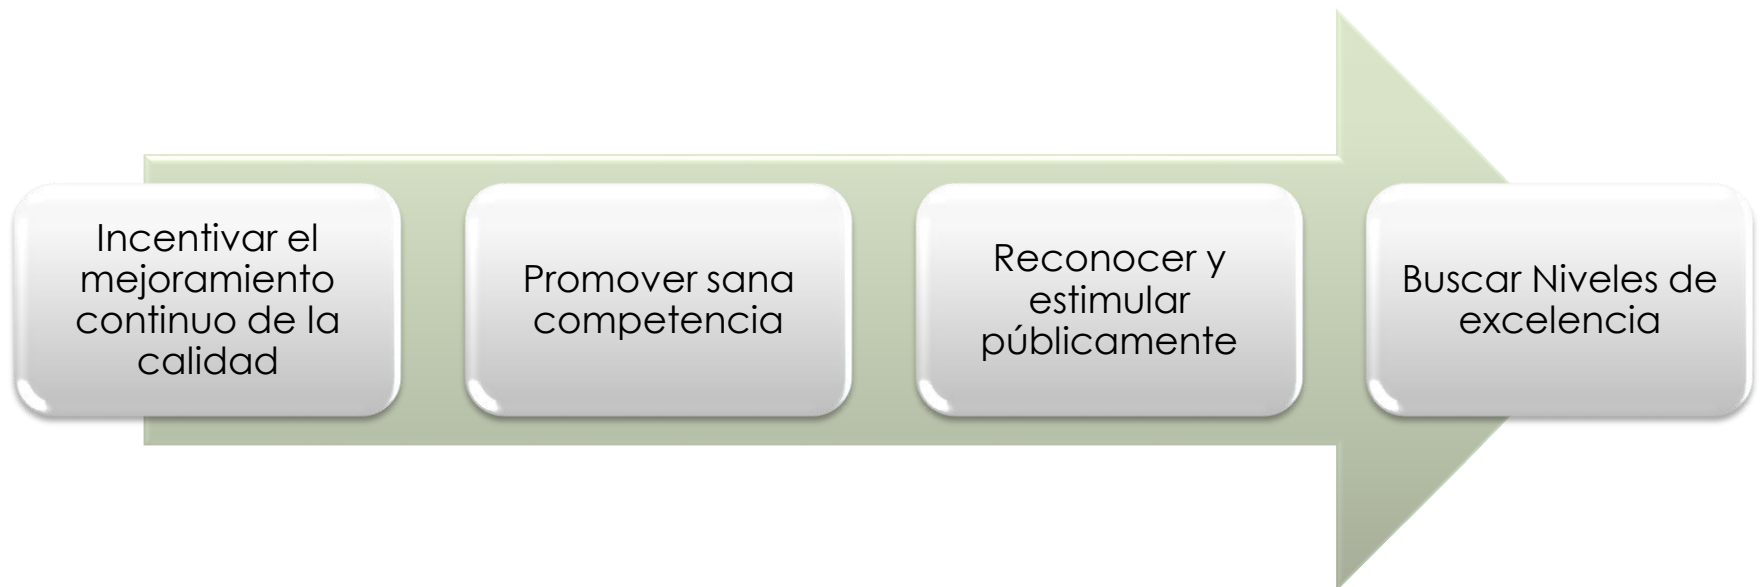 Incentivar el
mejoramiento
continuo de la
calidad
Promover sana
competencia
Reconocer y
estimular
públicamente
Buscar Niveles de
excelencia